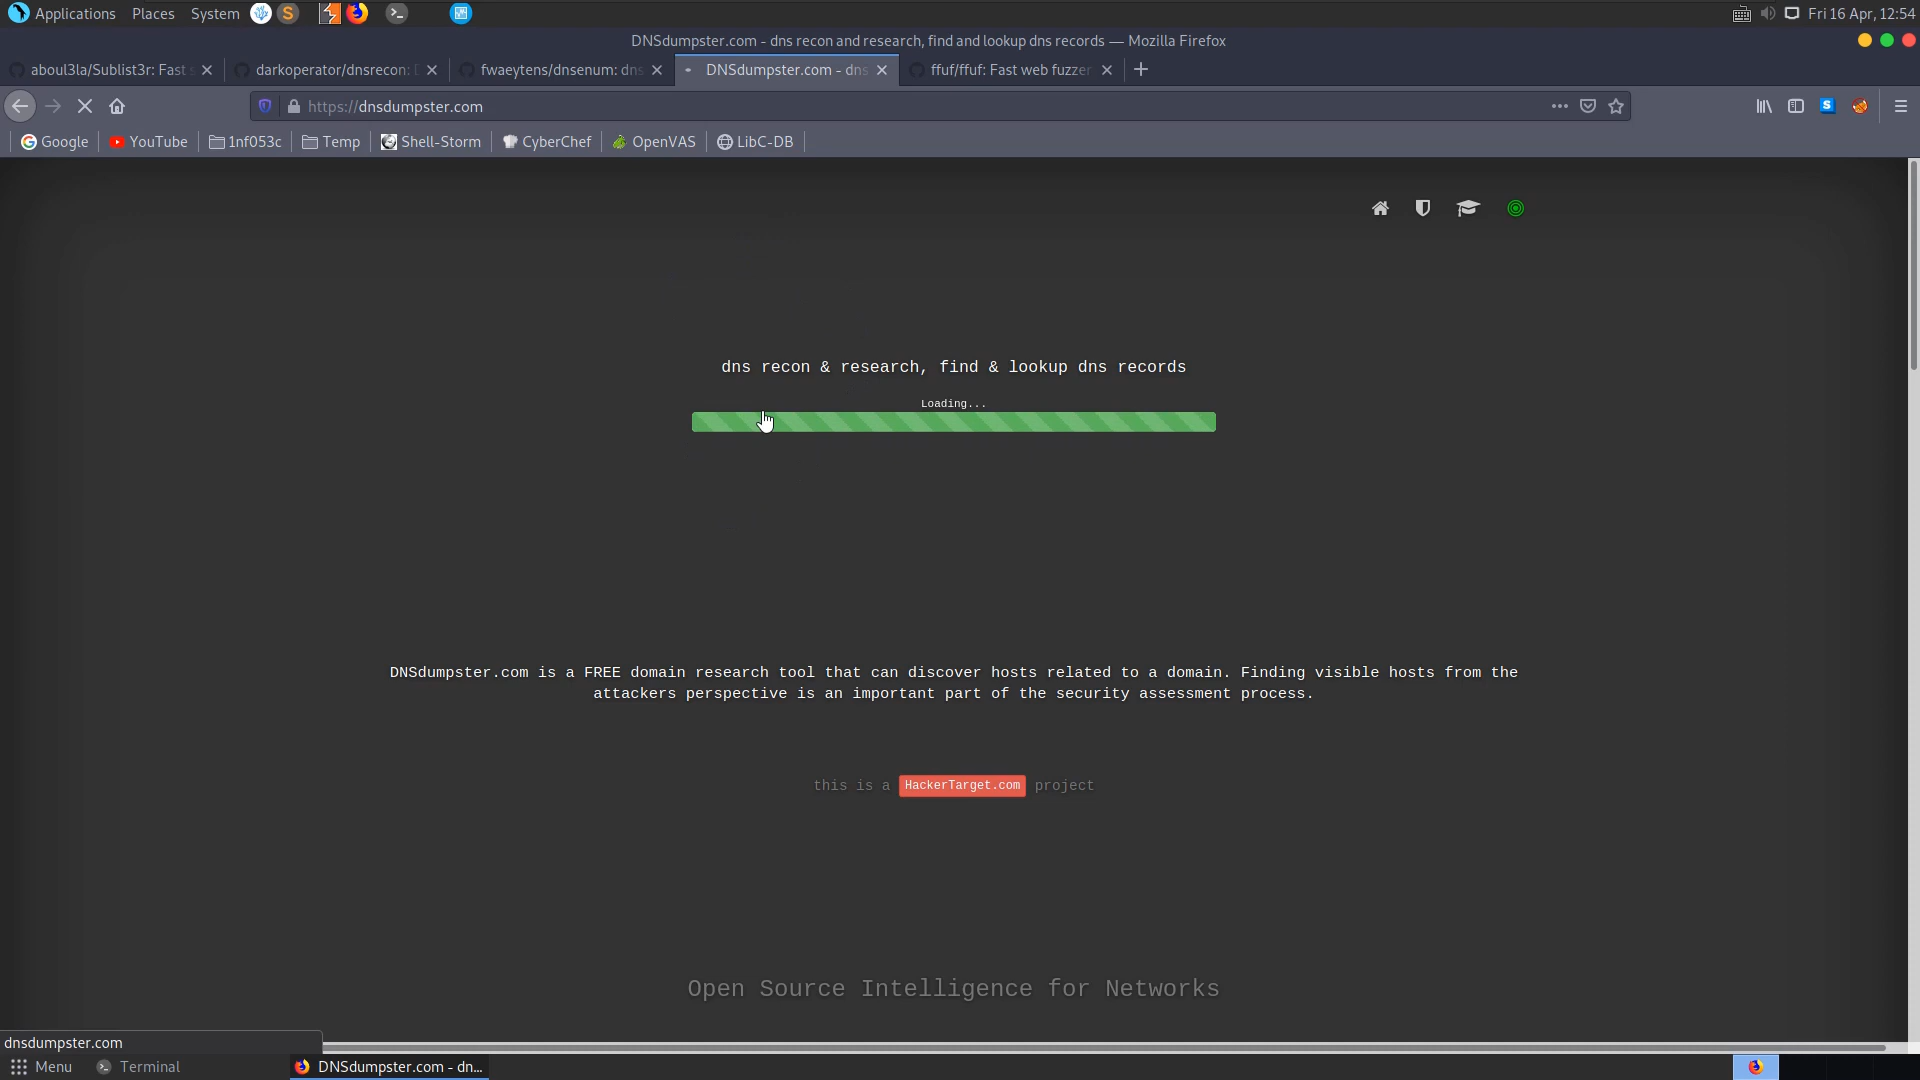 Applications Places System Fri 16 Apr, 12:54
DNSdumpster.com - dns recon and research, find and lookup dns records — Mozilla Firefox
aboul3la/Sublist3r: Fast darkoperator/dnsrecon: fwaeytens/dnsenum: dns DNSdumpster.com - dns ffuf/ffuf: Fast web fuzzer
https://dnsdumpster.com
Google YouTube 1nf053c Temp Shell-Storm CyberChef OpenVAS LibC-DB
dns recon & research, find & lookup dns records
Loading...
DNSdumpster.com is a FREE domain research tool that can discover hosts related to a domain. Finding visible hosts from the
attackers perspective is an important part of the security assessment process.
this is a HackerTarget.com project
Open Source Intelligence for Networks
dnsdumpster.com
Menu Terminal DNSdumpster.com - dn...